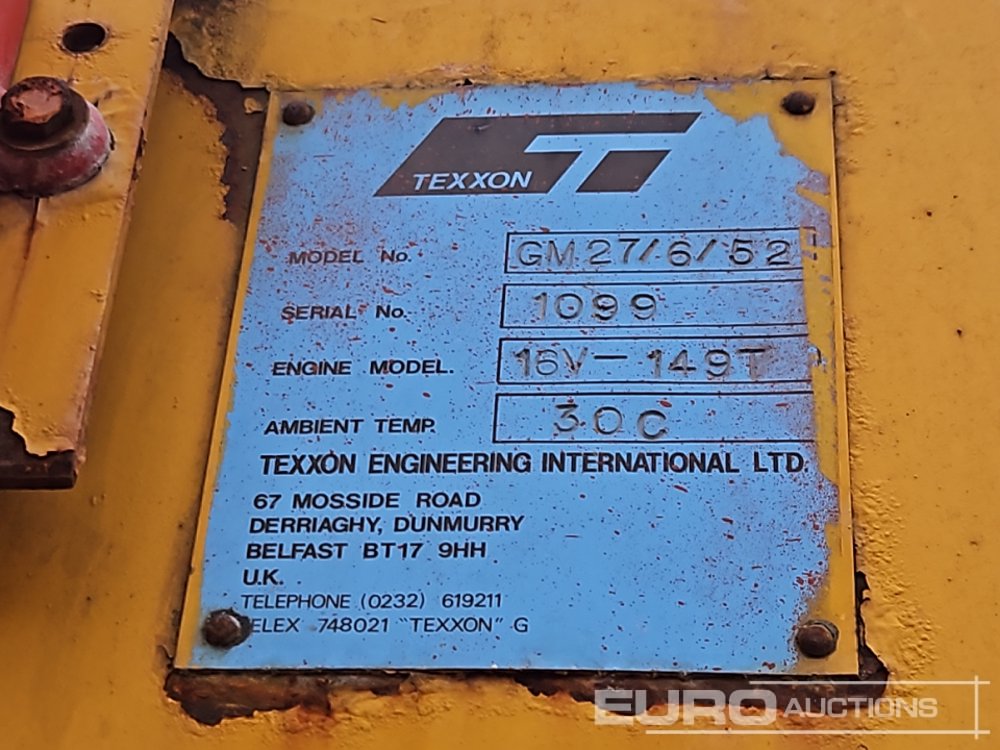 TEXXON
MODEL No. GM.27/6/52
SERIAL No. 1099
ENGINE MODEL. 16V-149T
AMBIENT TEMP. 30C
TEXXON ENGINEERING INTERNATIONAL LTD.
67 MOSSIDE ROAD
DERRIAGHY, DUNMURRY
BELFAST BT17 9HH
U.K.
TELEPHONE (0232) 619211
TELEX 748021 "TEXXON" G
EURO AUCTIONS